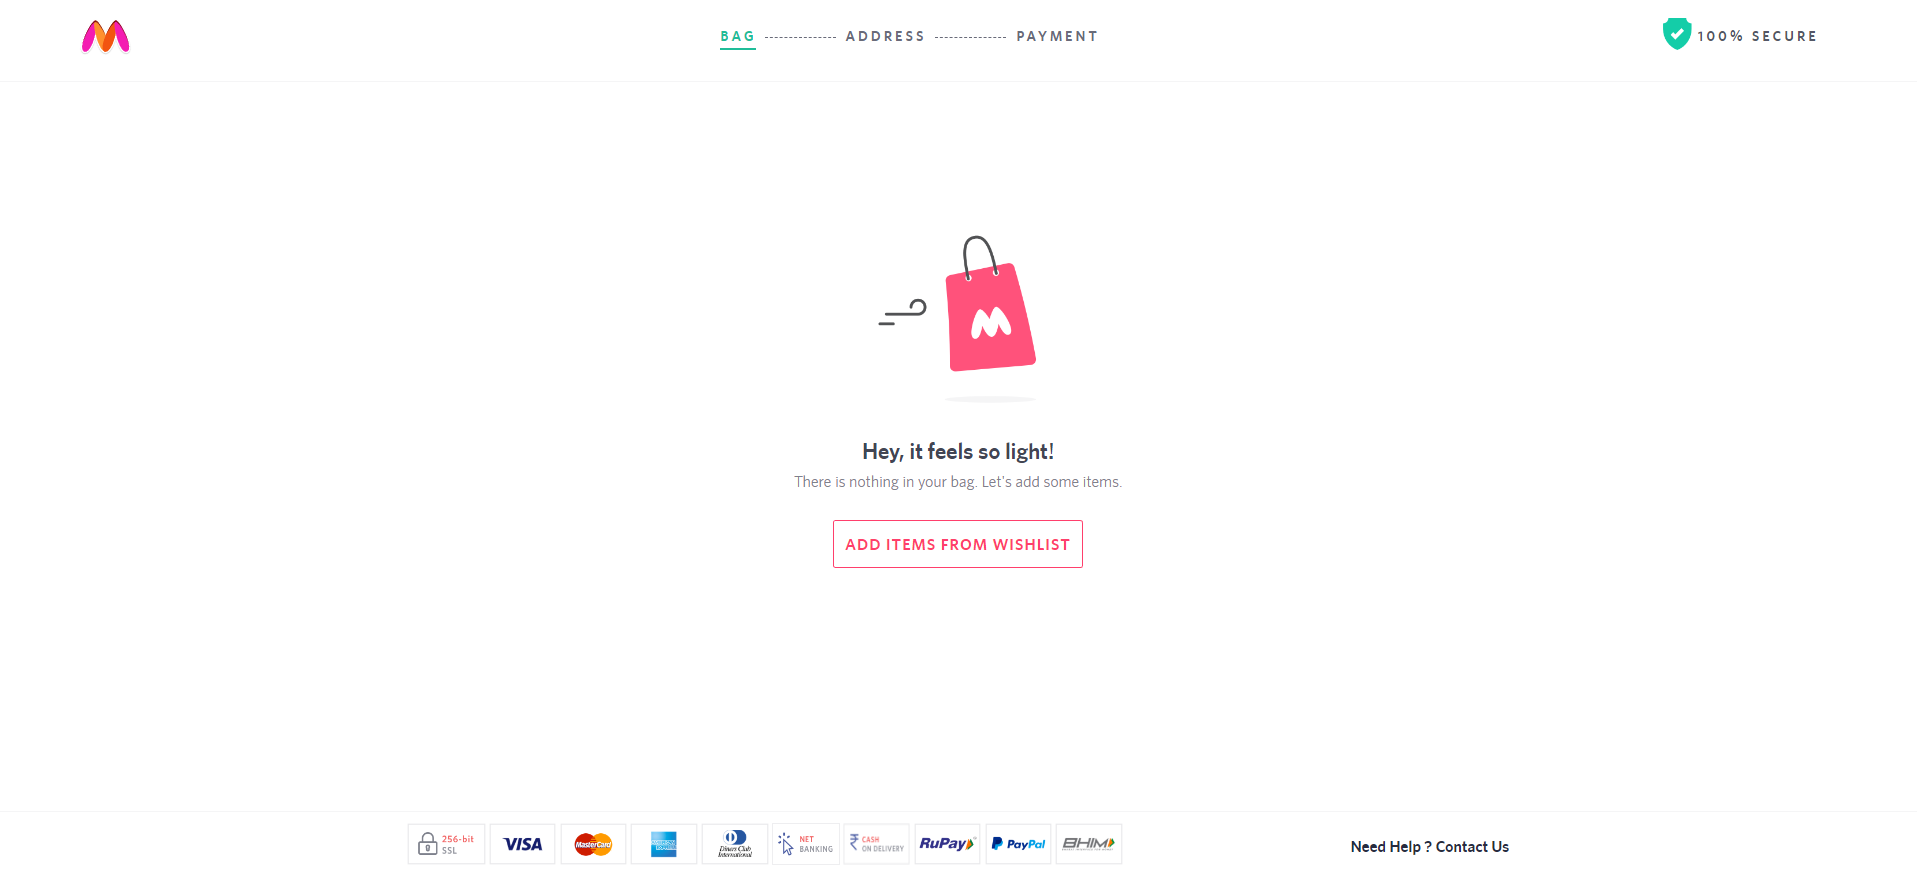 BAG ADDRESS PAYMENT
100% SECURE
Hey, it feels so light!
There is nothing in your bag. Let's add some items.
ADD ITEMS FROM WISHLIST
256-bit
SSL
VISA
MasterCard
Diners Club
International
NET
BANKING
CASH
ON DELIVERY
RuPay
PayPal
BHIM
Need Help ? Contact Us